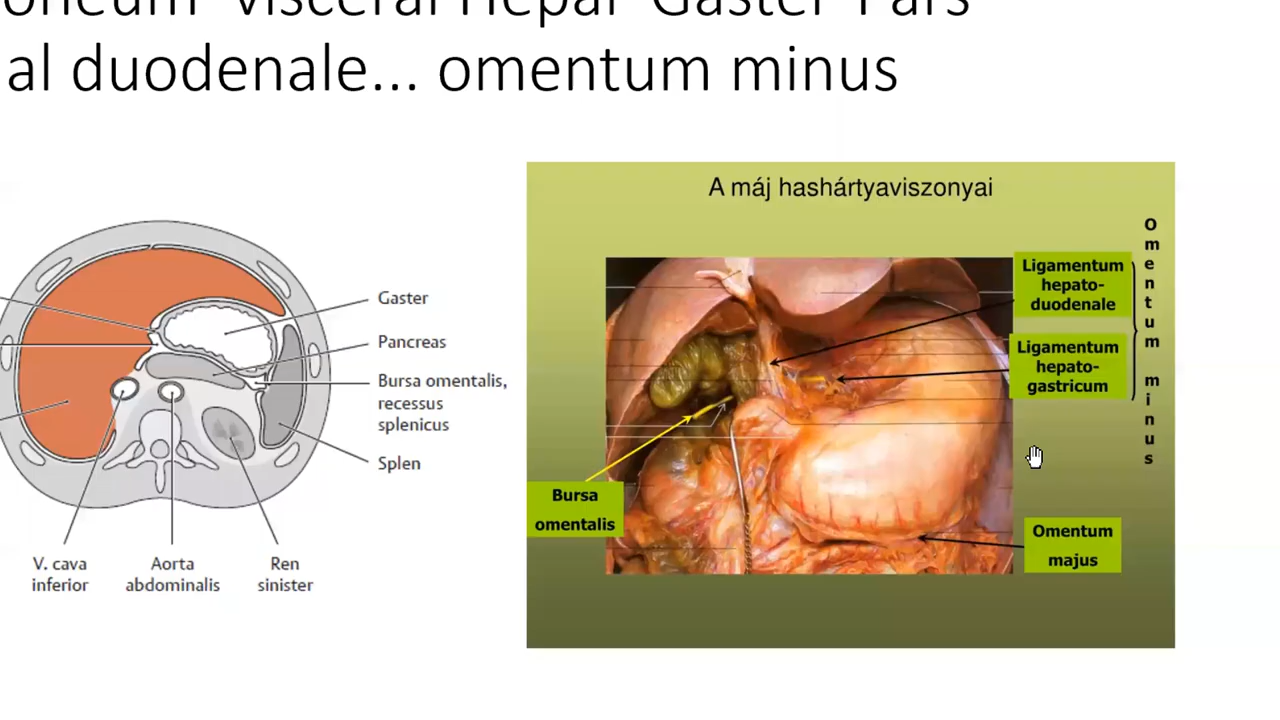 al duodenale... omentum minus
A máj hashártyaviszonyai
Gaster
Pancreas
Bursa omentalis,
recessus
splenicus
Splen
V. cava
inferior
Aorta
abdominalis
Ren
sinister
Ligamentum
hepato-
duodenale
Ligamentum
hepato-
gastricum
Omentum minus
Bursa
omentalis
Omentum
majus